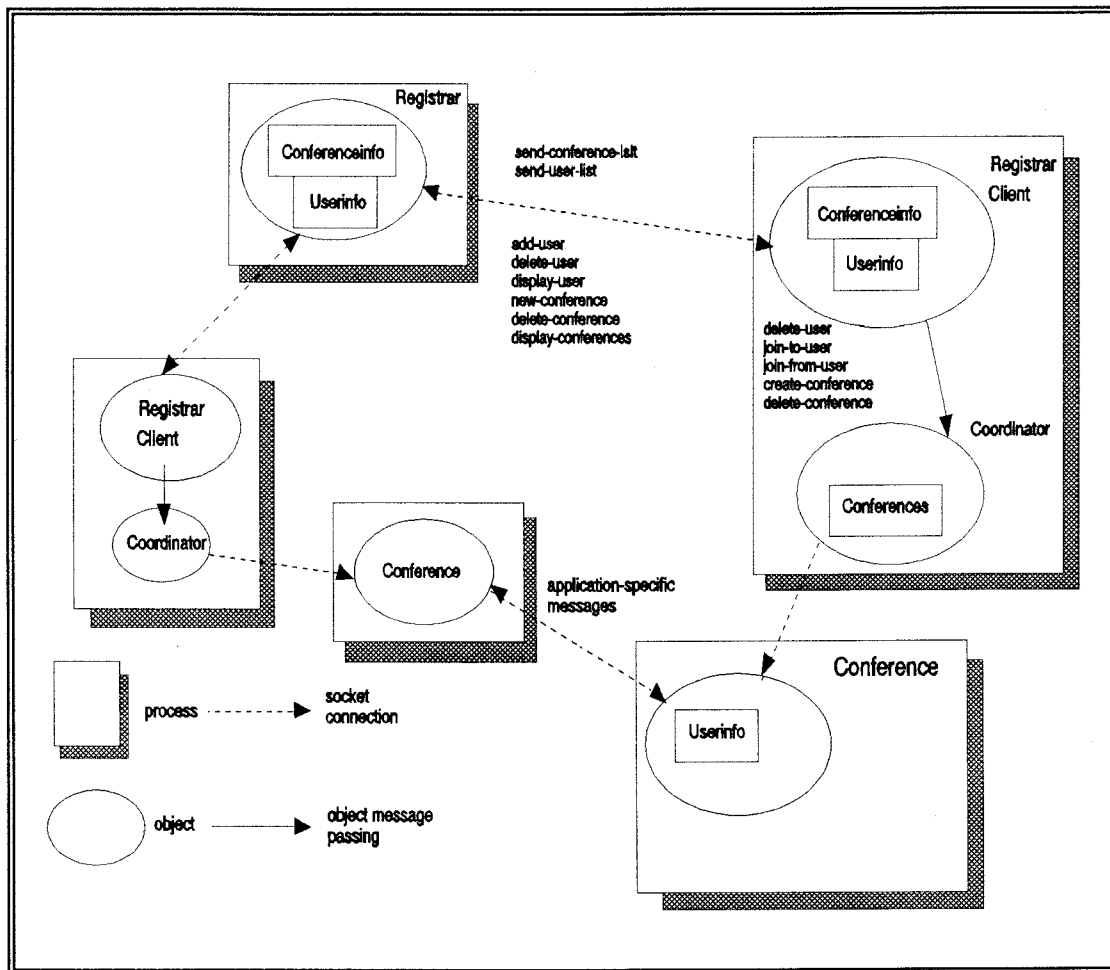 Registrar
Conferenceinfo
Userinfo
send-conference-lsit
send-user-list
add-user
delete-user
display-user
new-conference
delete-conference
display-conferences
Registrar
Client
Conferenceinfo
Userinfo
delete-user
join-to-user
join-from-user
create-conference
delete-conference
Coordinator
Conferences
Registrar
Client
Coordinator
Conference
application-specific
messages
Conference
Userinfo
process
socket
connection
object
object message
passing